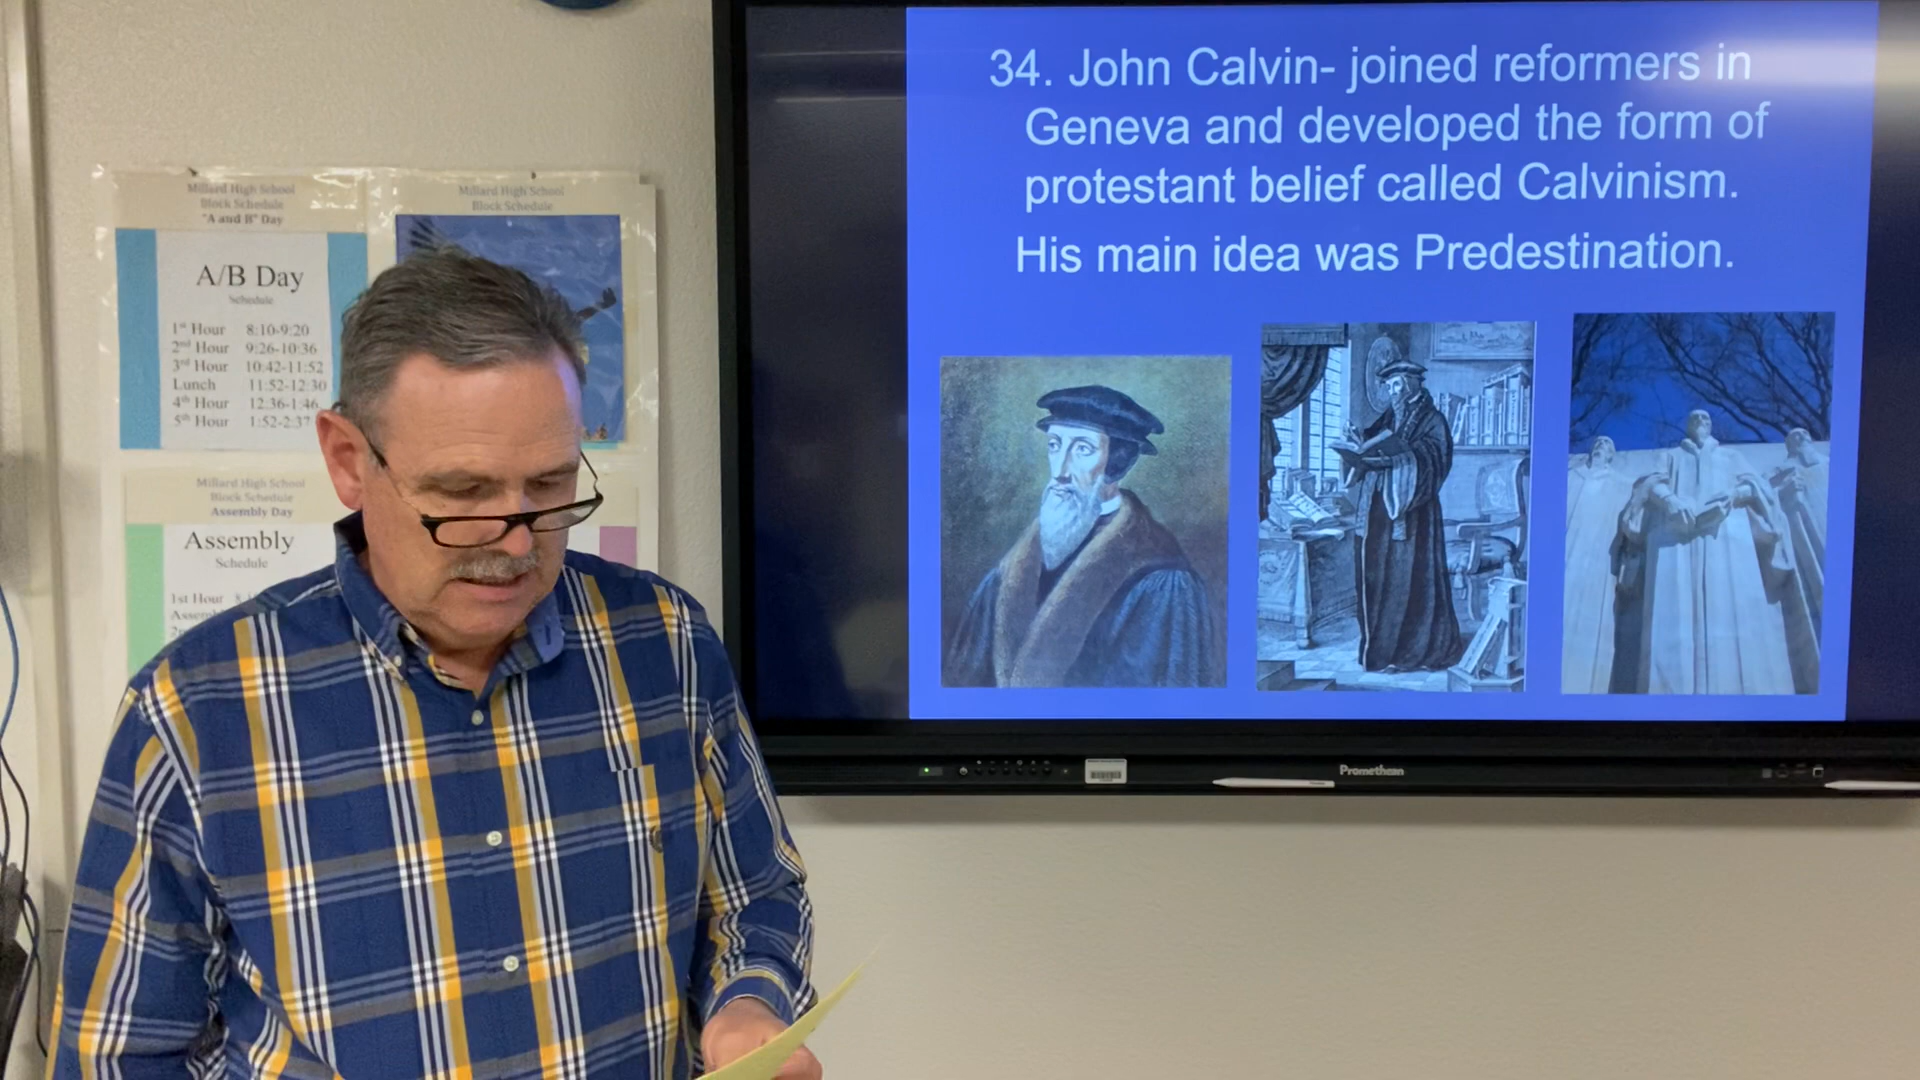 34. John Calvin- joined reformers in
Geneva and developed the form of
protestant belief called Calvinism.
His main idea was Predestination.
Millard High School
Block Schedule
"A and B" Day
A/B Day
Schedule
1st Hour 8:10-9:20
2nd Hour 9:26-10:36
3rd Hour 10:42-11:52
Lunch 11:52-12:30
4th Hour 12.36-1:46
5th Hour 1:52-2:37
Millard High School
Block Schedule
Millard High School
Block Schedule
Assembly Day
Assembly
Schedule
1st Hour
Promethean